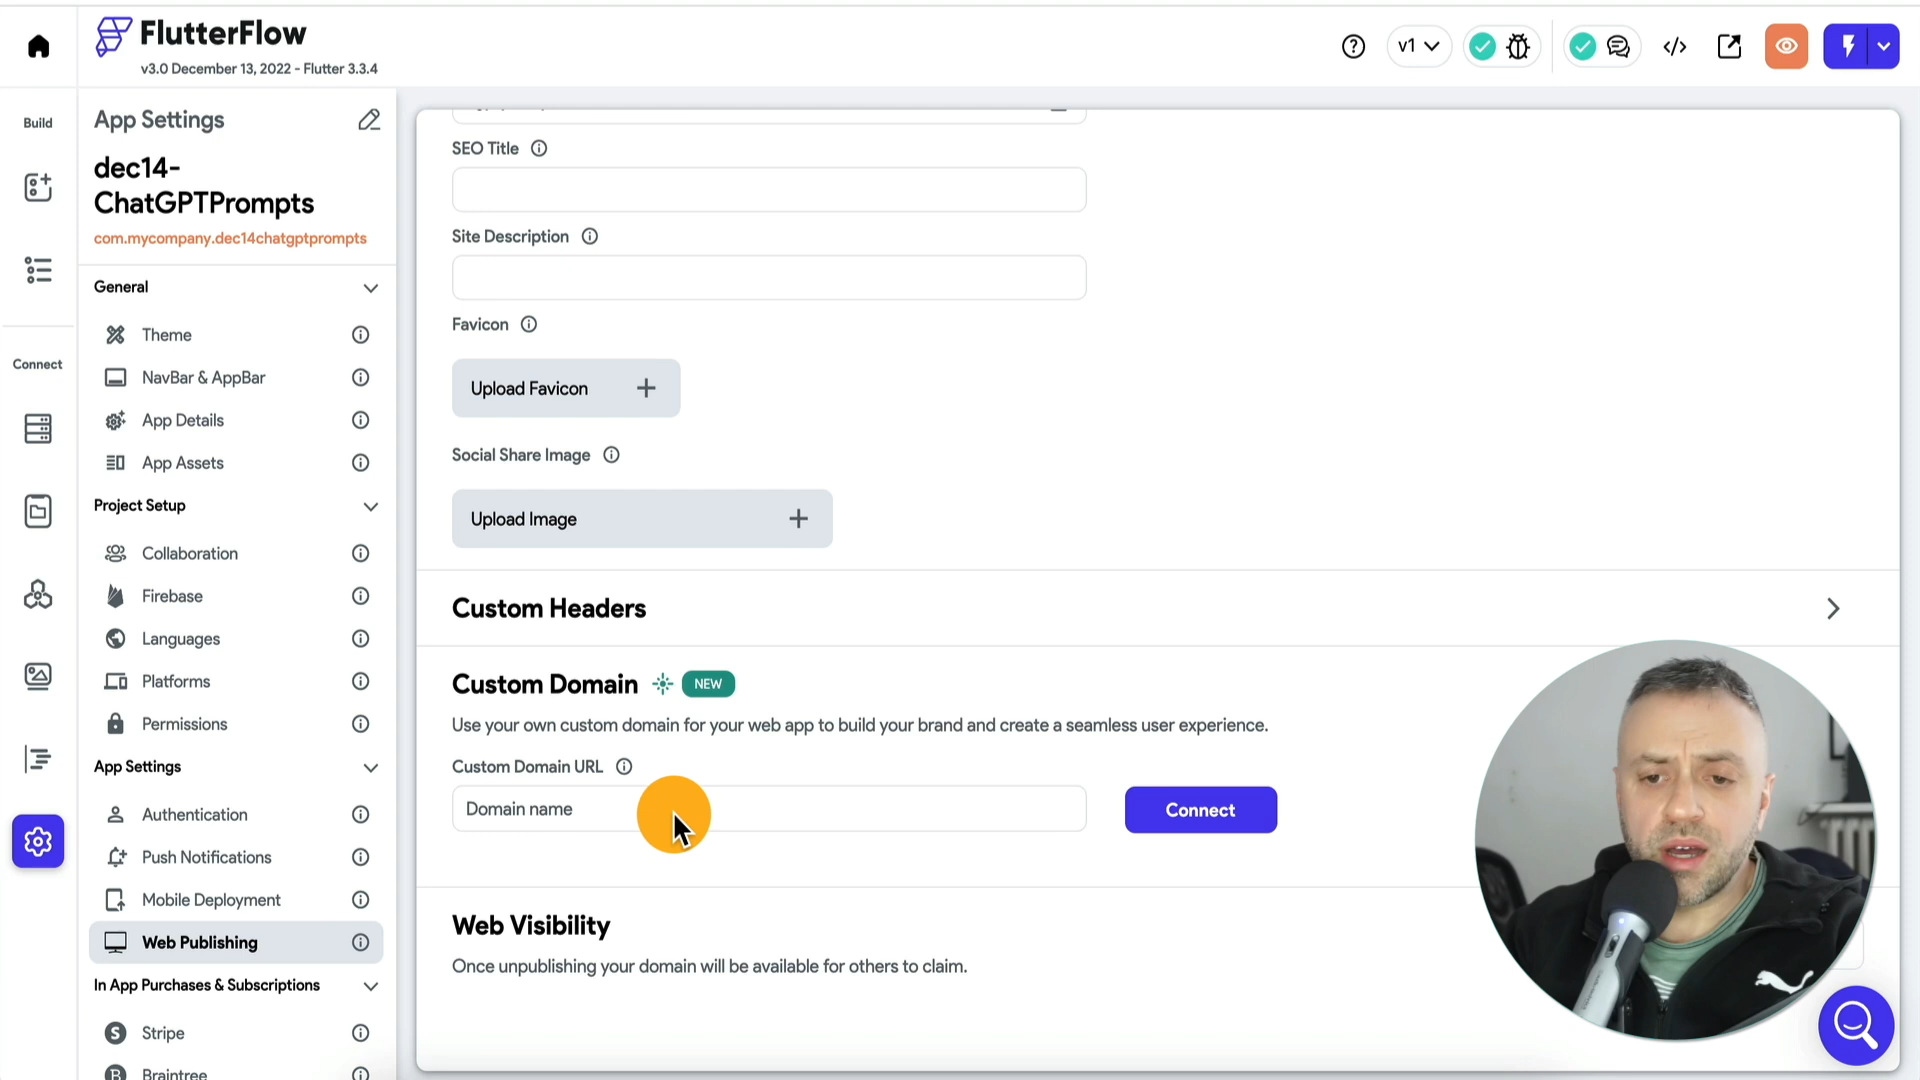 FlutterFlow
v3.0 December 13, 2022 - Flutter 3.3.4
v1
Build
Connect
App Settings
dec14-
ChatGPTPrompts
com.mycompany.dec14chatgptprompts
General
Theme
NavBar & AppBar
App Details
App Assets
Project Setup
Collaboration
Firebase
Languages
Platforms
Permissions
App Settings
Authentication
Push Notifications
Mobile Deployment
Web Publishing
In App Purchases & Subscriptions
Stripe
Braintree
SEO Title
Site Description
Favicon
Upload Favicon
Social Share Image
Upload Image
Custom Headers
Custom Domain NEW
Use your own custom domain for your web app to build your brand and create a seamless user experience.
Custom Domain URL
Domain name
Connect
Web Visibility
Once unpublishing your domain will be available for others to claim.